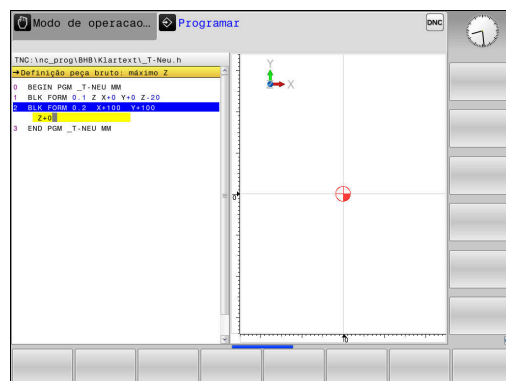 Modo de operacao... Programar
DNC
TNC:\nc_prog\BHB\Klartext\_T-Neu.h
→Definição peça bruto: máximo Z
0 BEGIN PGM _T-NEU MM
1 BLK FORM 0.1 Z X+0 Y+0 Z-20
2 BLK FORM 0.2 X+100 Y+100
Z+0
3 END PGM _T-NEU MM
Y
X
0
0